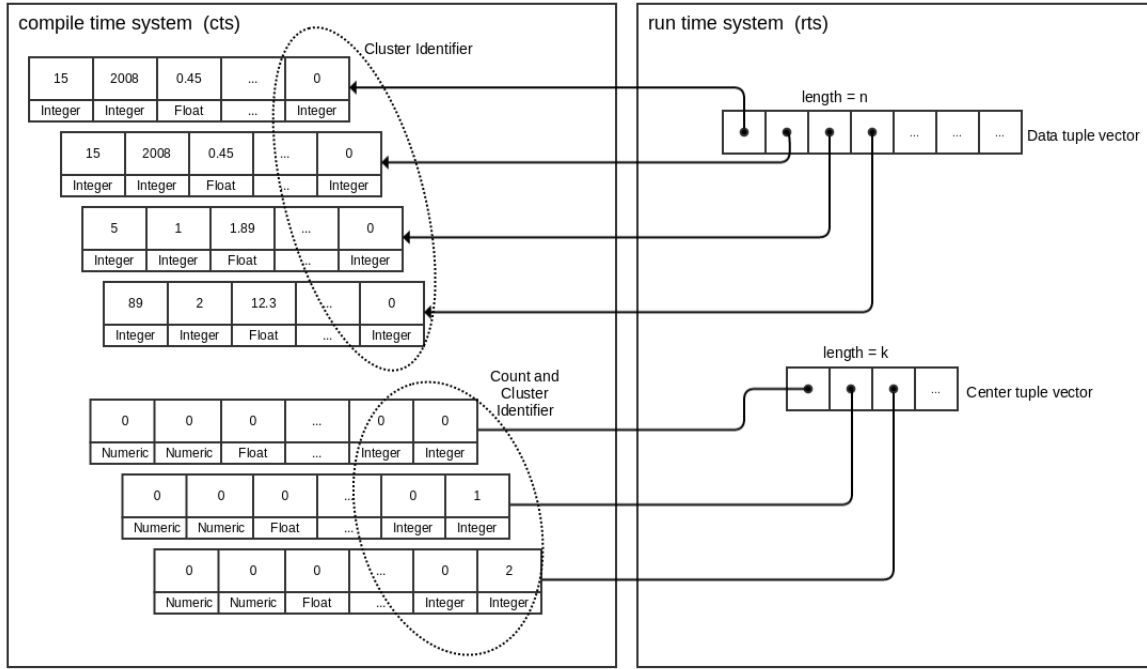 compile time system (cts)
Cluster Identifier
15 2008 0.45 ... 0
Integer Integer Float ... Integer
15 2008 0.45 ... 0
Integer Integer Float ... Integer
5 1 1.89 ... 0
Integer Integer Float ... Integer
89 2 12.3 ... 0
Integer Integer Float ... Integer
Count and
Cluster
Identifier
0 0 0 ... 0 0
Numeric Numeric Float ... Integer Integer
0 0 0 ... 0 1
Numeric Numeric Float ... Integer Integer
0 0 0 ... 0 2
Numeric Numeric Float ... Integer Integer
run time system (rts)
length = n
... ... ...
Data tuple vector
length = k
...
Center tuple vector